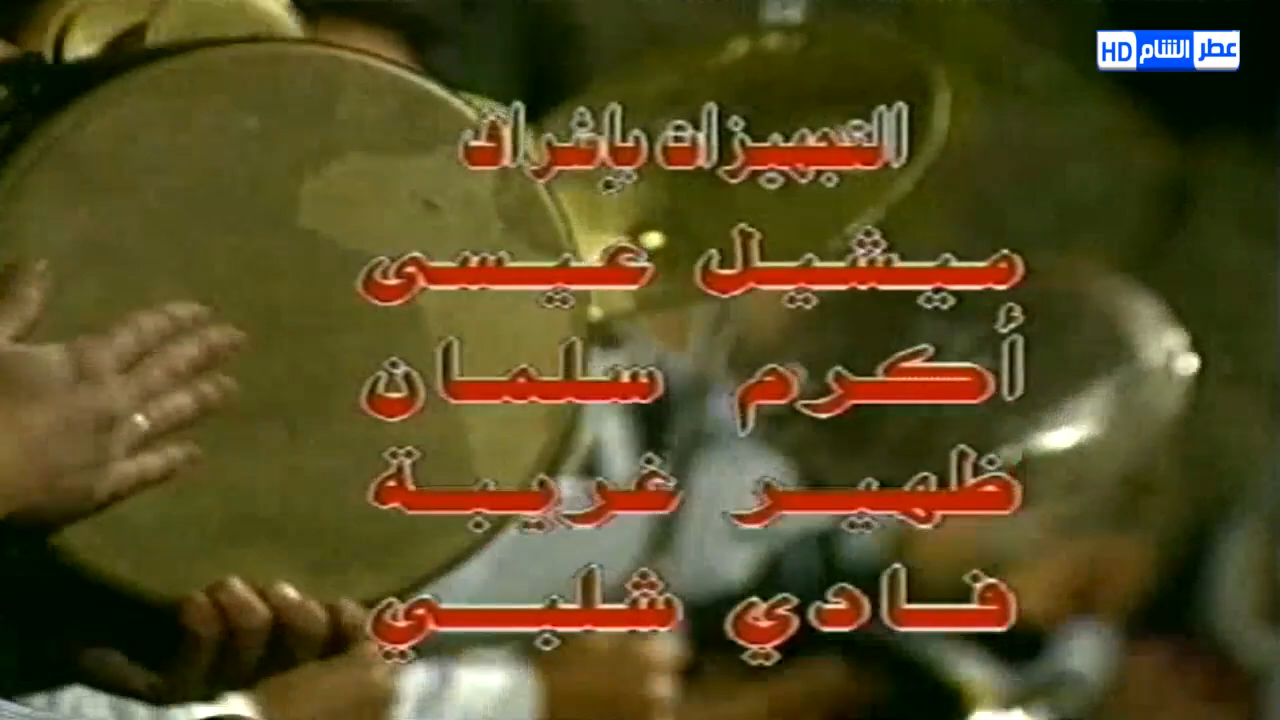 عطر الشام HD
التجهيزات بإشراف
ميشيل عيسى
أكرم سلمان
ظهير غريبة
فادي شلبي